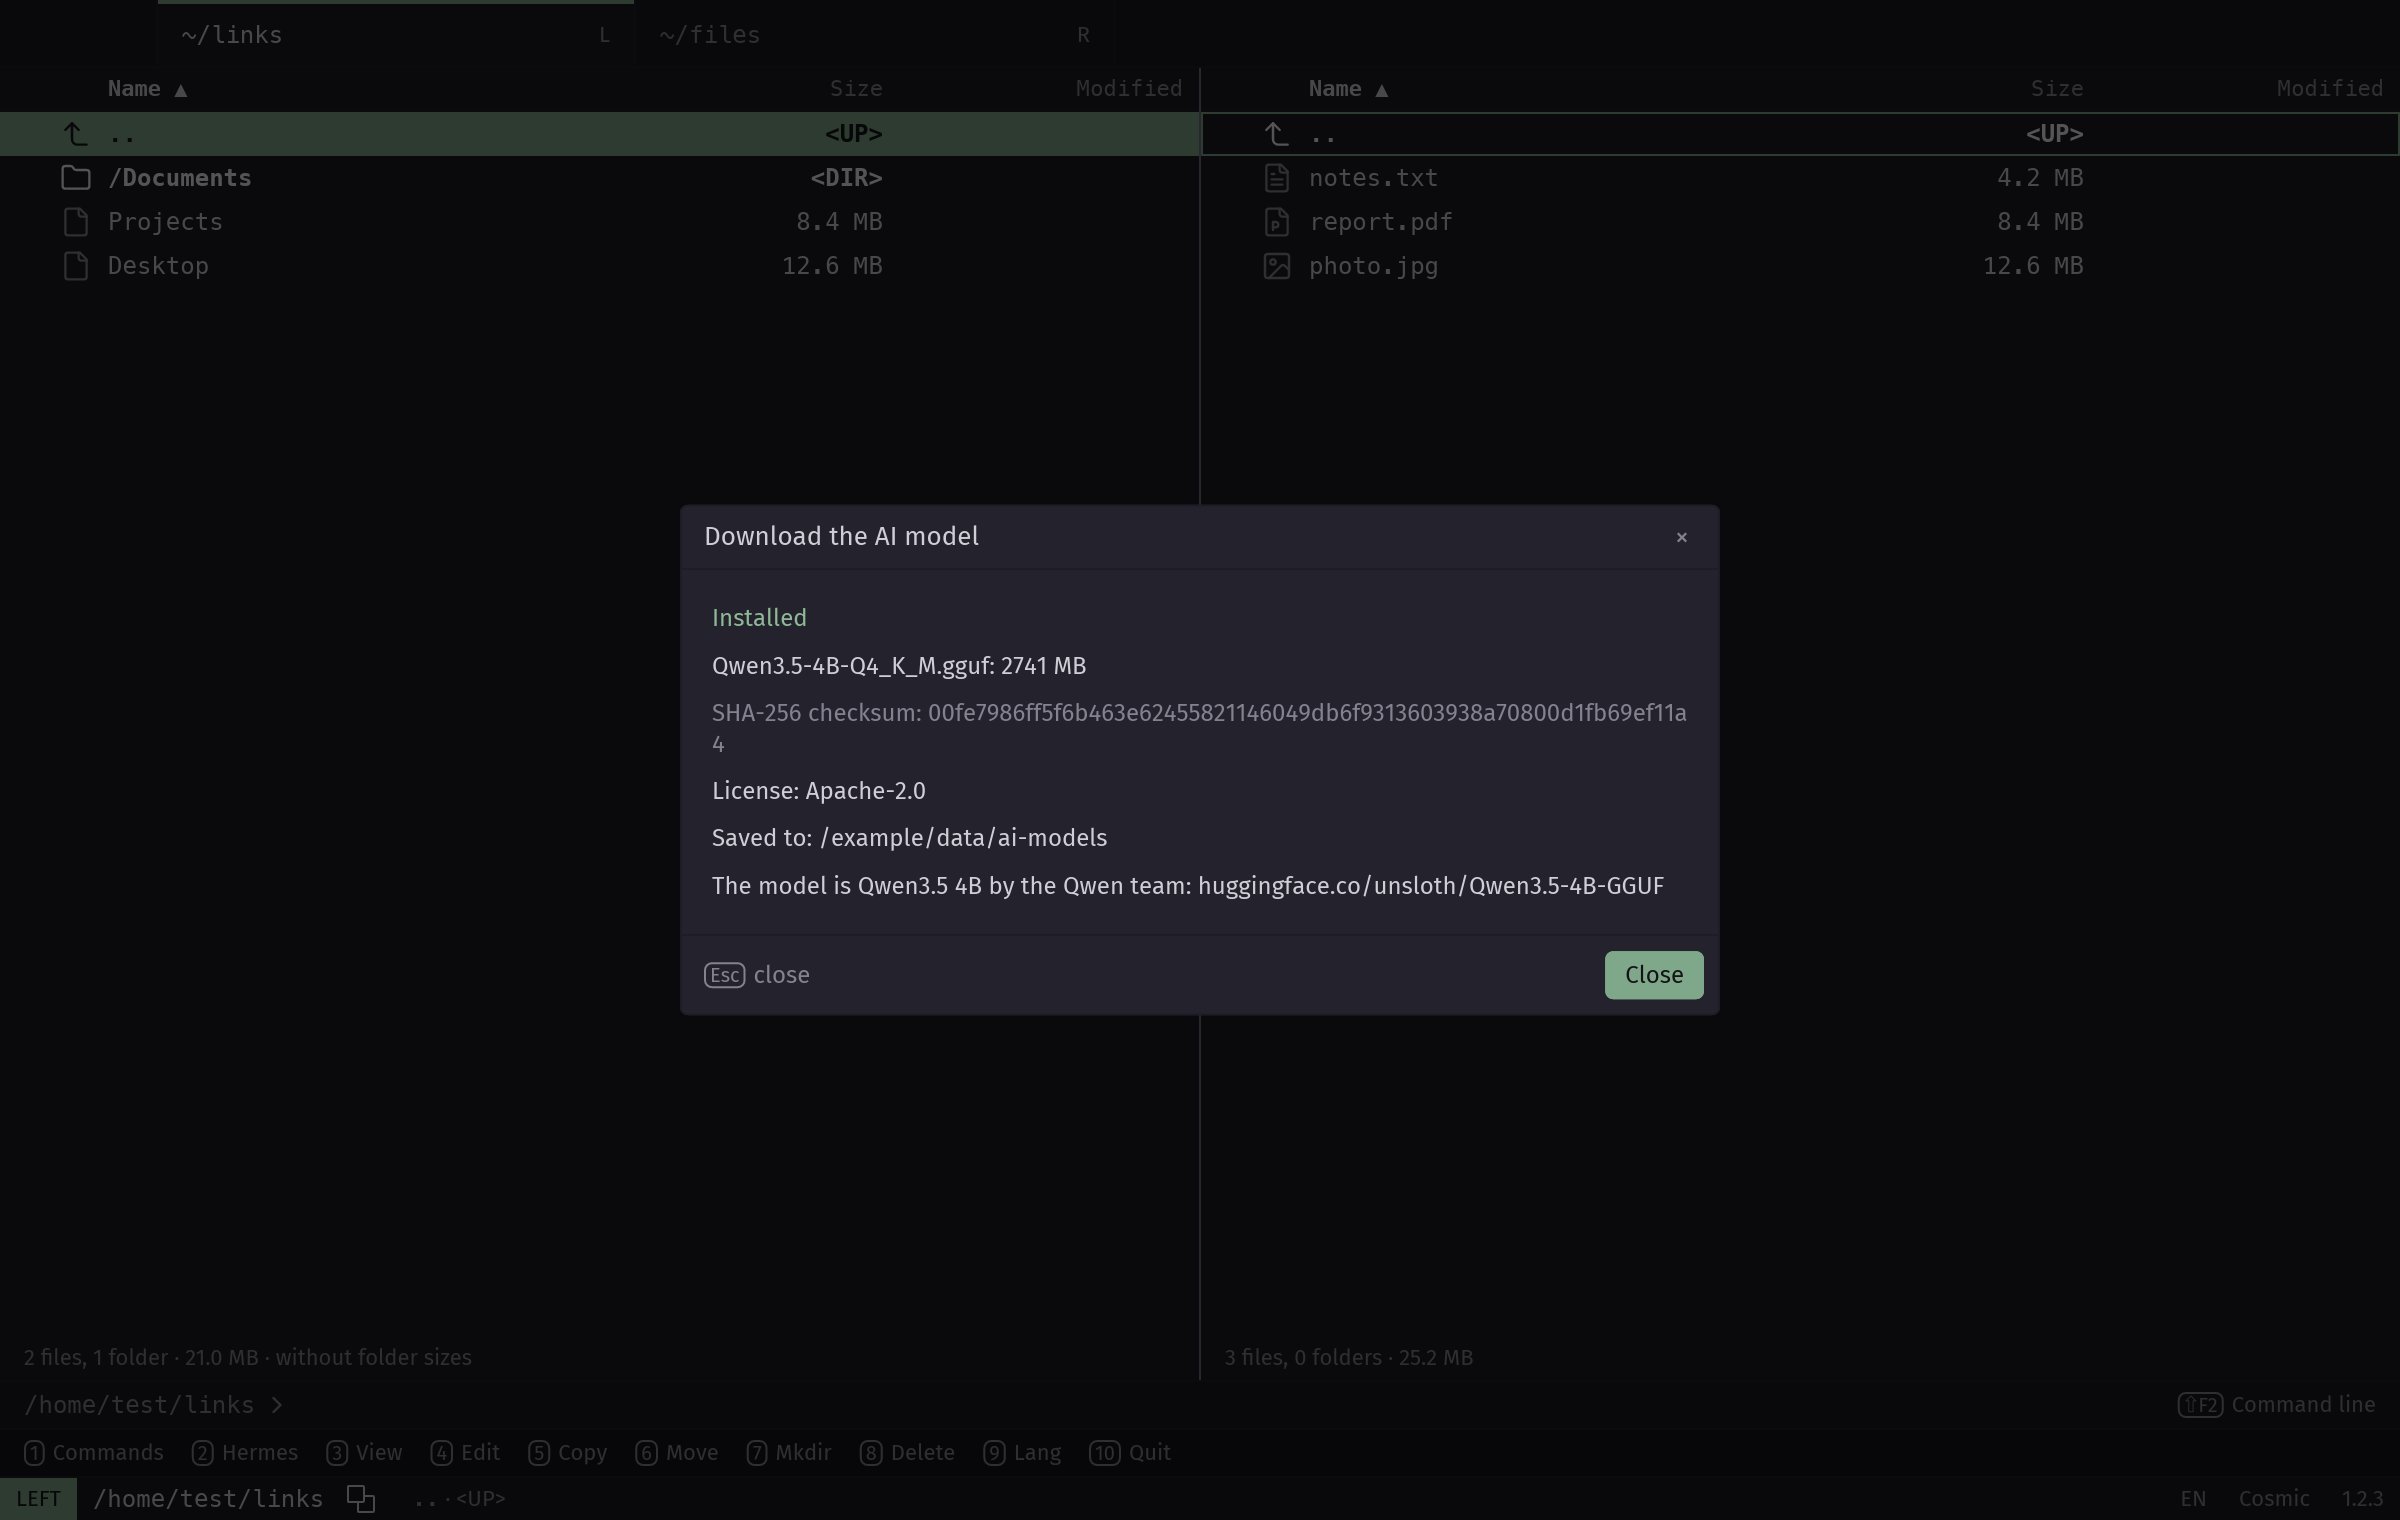 ~/links L ~/files R
Name ▲ Size Modified Name ▲ Size Modified
.. <UP> .. <UP>
/Documents <DIR> notes.txt 4.2 MB
Projects 8.4 MB report.pdf 8.4 MB
Desktop 12.6 MB photo.jpg 12.6 MB
Download the AI model ×
Installed
Qwen3.5-4B-Q4_K_M.gguf: 2741 MB
SHA-256 checksum: 00fe7986ff5f6b463e62455821146049db6f9313603938a70800d1fb69ef11a
4
License: Apache-2.0
Saved to: /example/data/ai-models
The model is Qwen3.5 4B by the Qwen team: huggingface.co/unsloth/Qwen3.5-4B-GGUF
Esc close Close
2 files, 1 folder · 21.0 MB · without folder sizes 3 files, 0 folders · 25.2 MB
/home/test/links > ⇧F2 Command line
1 Commands 2 Hermes 3 View 4 Edit 5 Copy 6 Move 7 Mkdir 8 Delete 9 Lang 10 Quit
LEFT /home/test/links .. · <UP> EN Cosmic 1.2.3